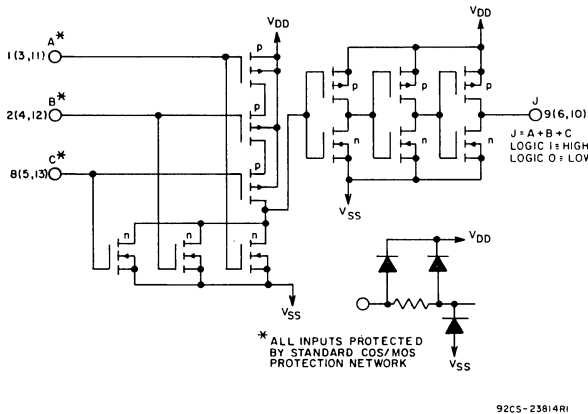 A*
1(3,11)
B*
2(4,12)
C*
8(5,13)
VDD
p
p
p
n
n
n
VSS
VDD
p
p
p
n
n
n
VSS
J
9(6,10)
J=A+B+C
LOGIC 1≡HIGH
LOGIC 0≡LOW
VDD
VSS
* ALL INPUTS PROTECTED
BY STANDARD COS/MOS
PROTECTION NETWORK
92CS-23814R1